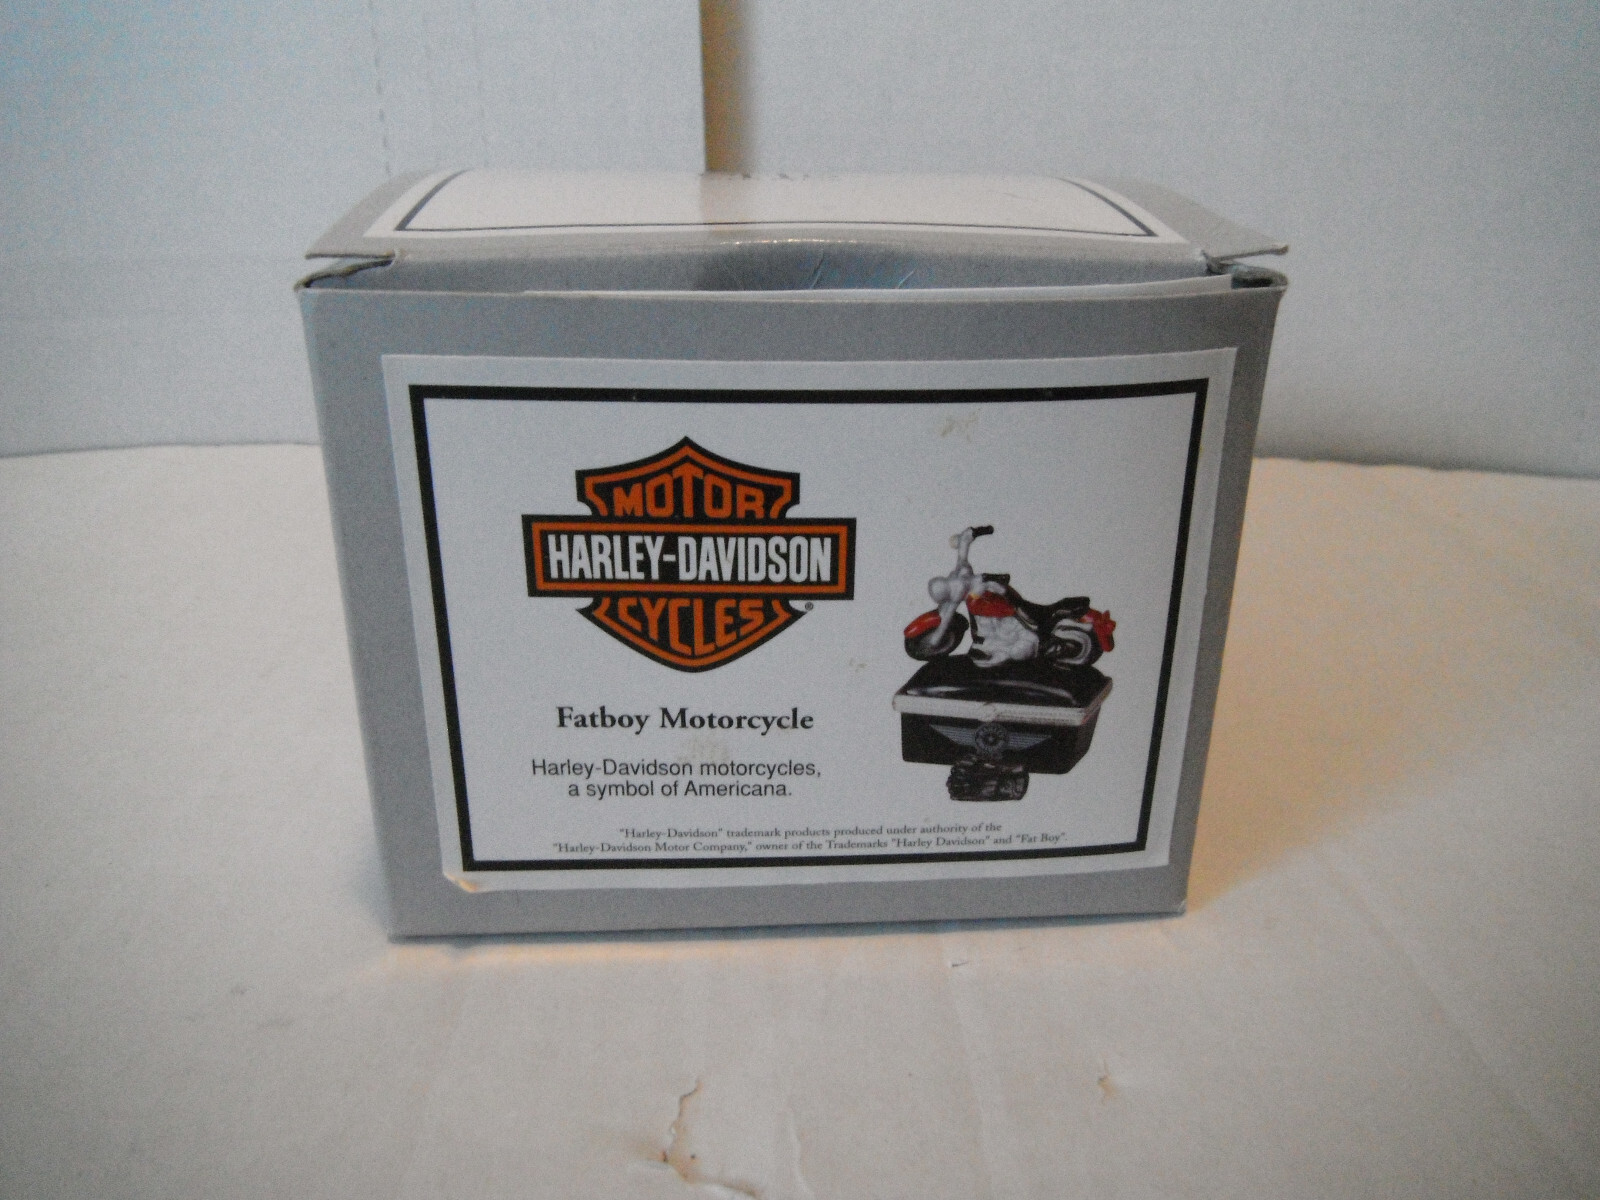 MOTOR
HARLEY-DAVIDSON
CYCLES
®
Fatboy Motorcycle
Harley-Davidson motorcycles,
a symbol of Americana.
"Harley-Davidson" trademark products produced under authority of the
"Harley-Davidson Motor Company," owner of the Trademarks "Harley Davidson" and "Fat Boy".